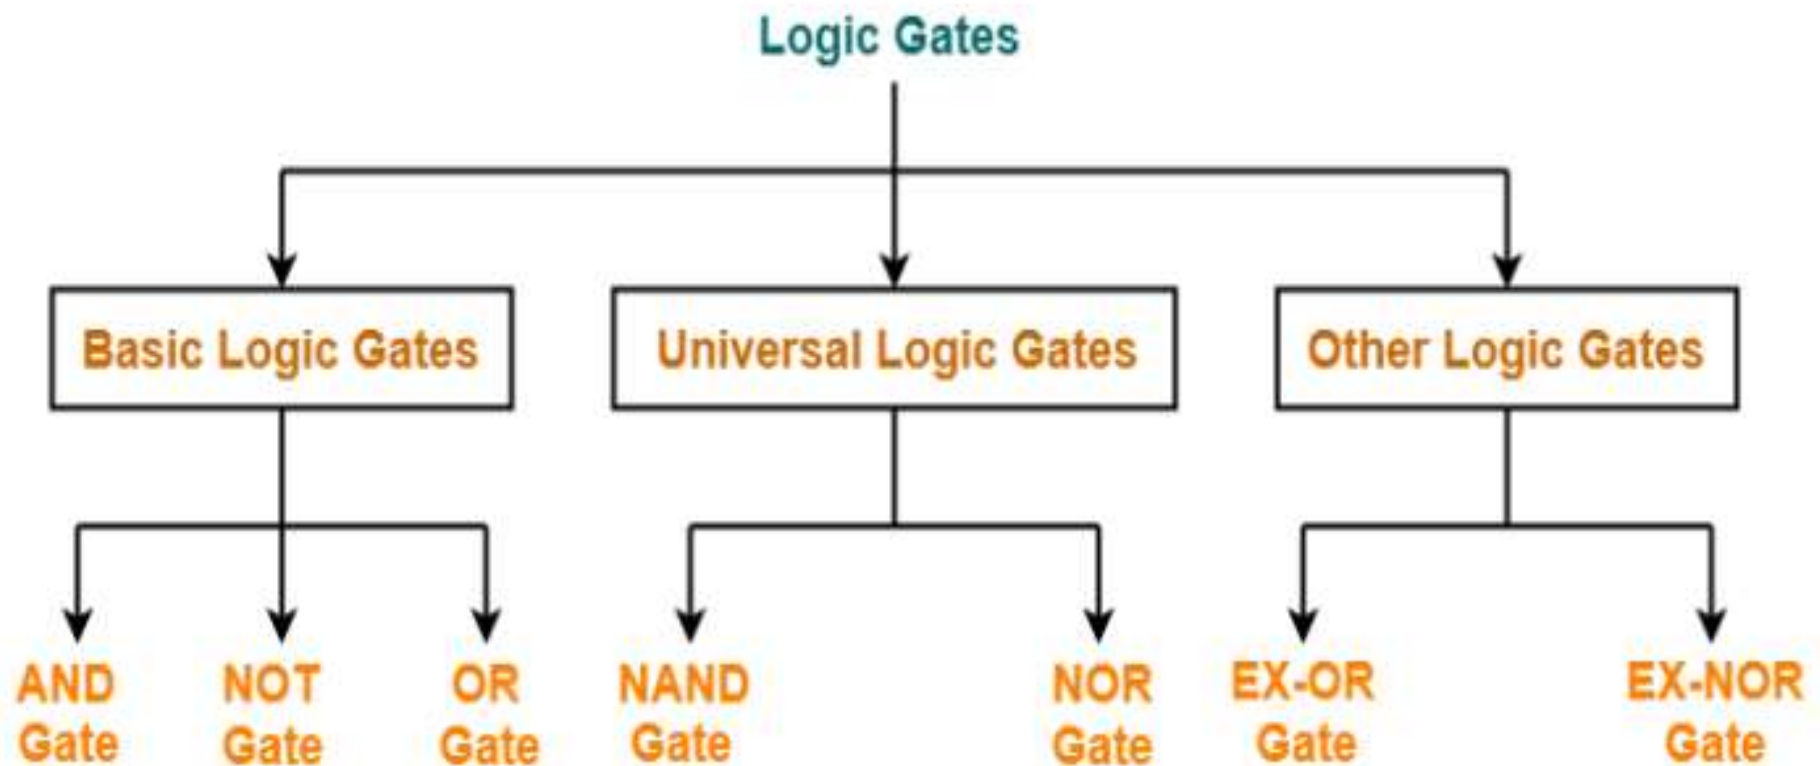 Logic Gates
Basic Logic Gates
Universal Logic Gates
Other Logic Gates
AND
Gate
NOT
Gate
OR
Gate
NAND
Gate
NOR
Gate
EX-OR
Gate
EX-NOR
Gate